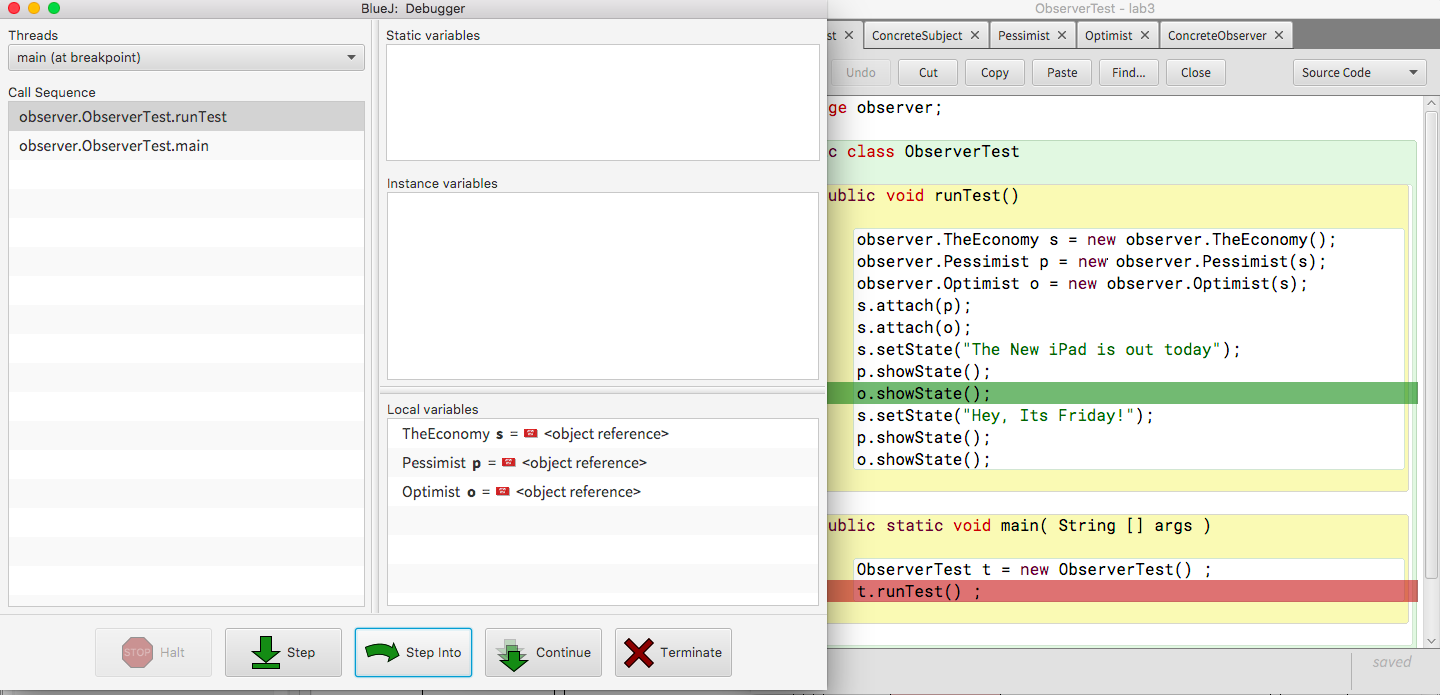 BlueJ: Debugger
Threads
main (at breakpoint)
Call Sequence
observer.ObserverTest.runTest
observer.ObserverTest.main
Static variables
Instance variables
Local variables
TheEconomy s = <object reference>
Pessimist p = <object reference>
Optimist o = <object reference>
STOP Halt
Step
Step Into
Continue
Terminate
ObserverTest - lab3
st ✕
ConcreteSubject ✕
Pessimist ✕
Optimist ✕
ConcreteObserver ✕
Undo
Cut
Copy
Paste
Find...
Close
Source Code
ge observer;
c class ObserverTest
ublic void runTest()
observer.TheEconomy s = new observer.TheEconomy();
observer.Pessimist p = new observer.Pessimist(s);
observer.Optimist o = new observer.Optimist(s);
s.attach(p);
s.attach(o);
s.setState("The New iPad is out today");
p.showState();
o.showState();
s.setState("Hey, Its Friday!");
p.showState();
o.showState();
ublic static void main( String [] args )
ObserverTest t = new ObserverTest() ;
t.runTest() ;
saved